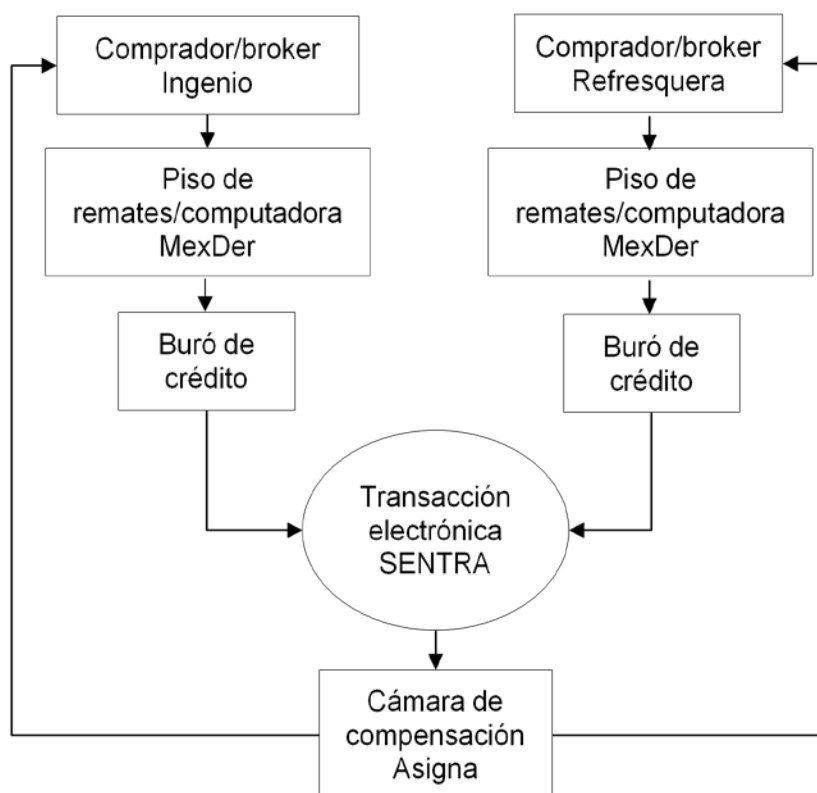 Comprador/broker
Ingenio
Comprador/broker
Refresquera
Piso de
remates/computadora
MexDer
Piso de
remates/computadora
MexDer
Buró de
crédito
Buró de
crédito
Transacción
electrónica
SENTRA
Cámara de
compensación
Asigna